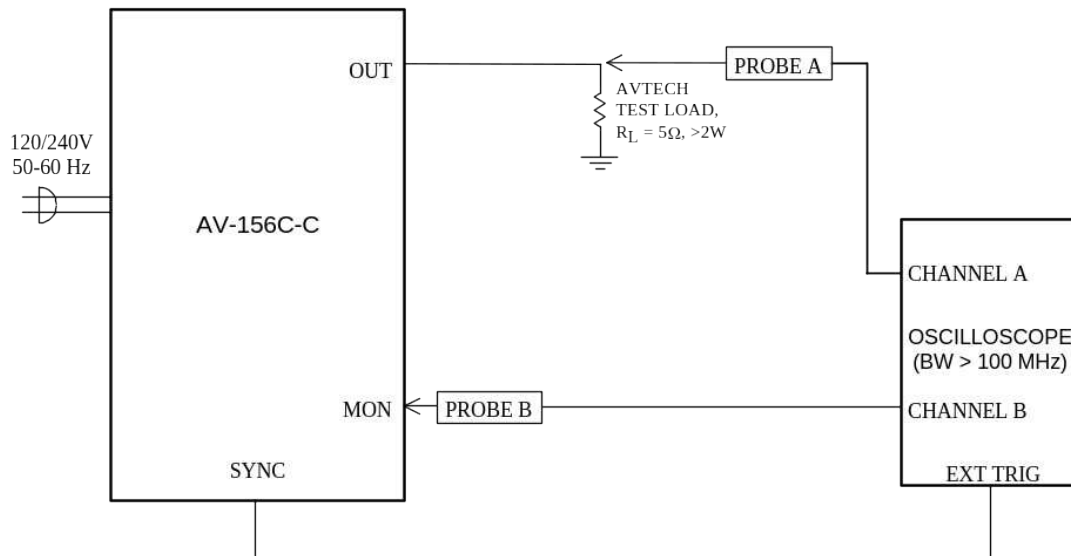 OUT
PROBE A
AVTECH
TEST LOAD,
RL = 5Ω, >2W
120/240V
50-60 Hz
AV-156C-C
CHANNEL A
OSCILLOSCOPE
(BW > 100 MHz)
MON
PROBE B
CHANNEL B
SYNC
EXT TRIG